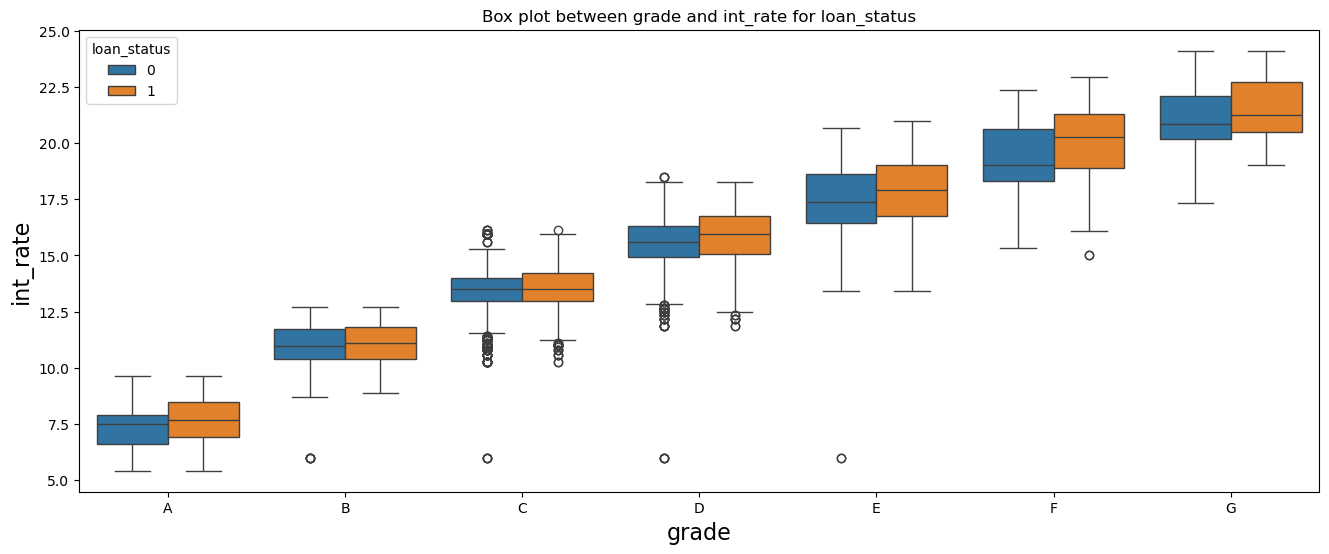 Box plot between grade and int_rate for loan_status
loan_status
0
1
int_rate
25.0
22.5
20.0
17.5
15.0
12.5
10.0
7.5
5.0
A B C D E F G
grade